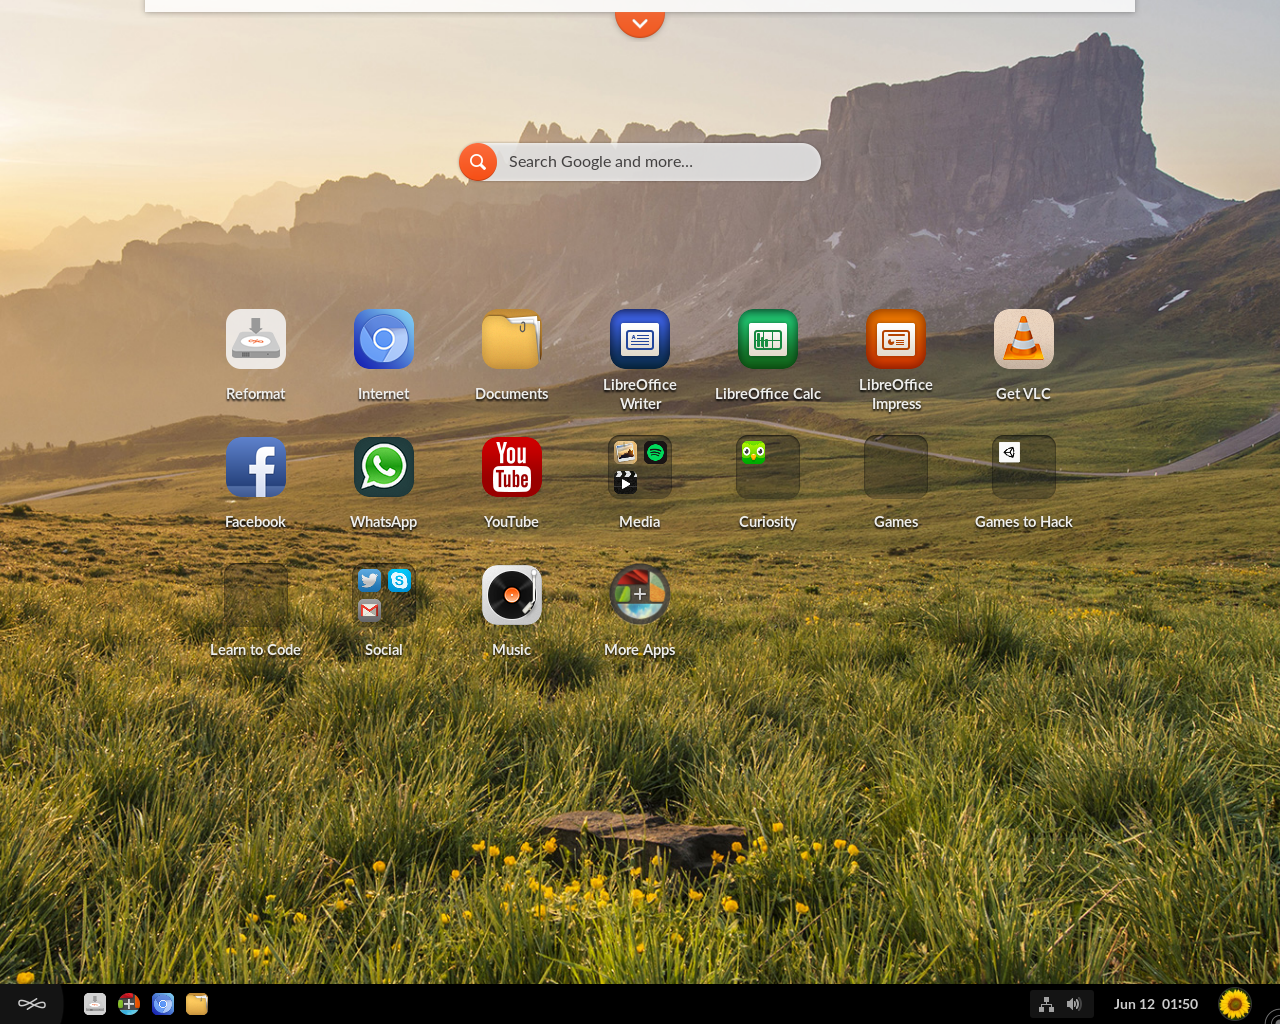 Search Google and more...
Reformat
Internet
Documents
LibreOffice
Writer
LibreOffice Calc
LibreOffice
Impress
Get VLC
Facebook
WhatsApp
You
Tube
YouTube
Media
Curiosity
Games
Games to Hack
Learn to Code
Social
Music
More Apps
Jun 12 01:50